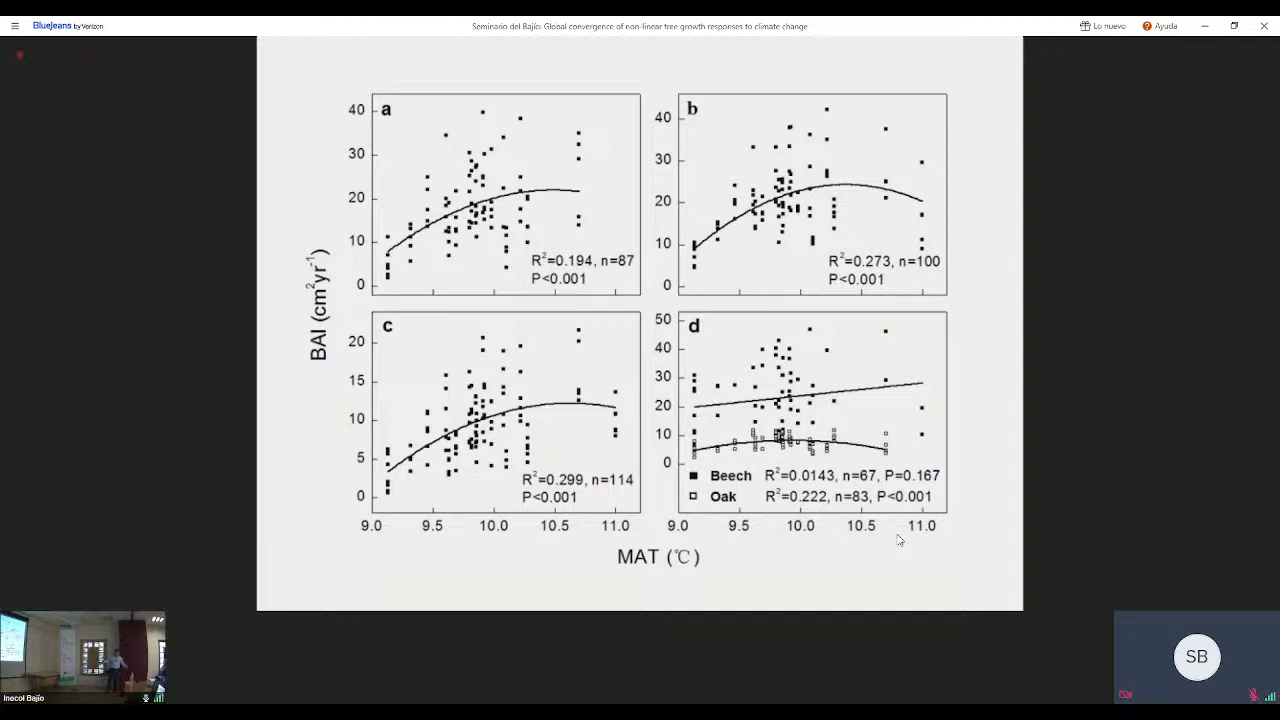 BlueJeans by Verizon
Seminario del Bajío: Global convergence of non-linear tree growth responses to climate change
Lo nuevo
Ayuda
a
40
30
20
10
0
R²=0.194, n=87
P<0.001
b
40
30
20
10
0
R²=0.273, n=100
P<0.001
BAI (cm²yr⁻¹)
c
20
15
10
5
0
R²=0.299, n=114
P<0.001
9.0 9.5 10.0 10.5 11.0
d
50
40
30
20
10
0
Beech R²=0.0143, n=67, P=0.167
Oak R²=0.222, n=83, P<0.001
9.0 9.5 10.0 10.5 11.0
MAT (℃)
Inecol Bajío
SB